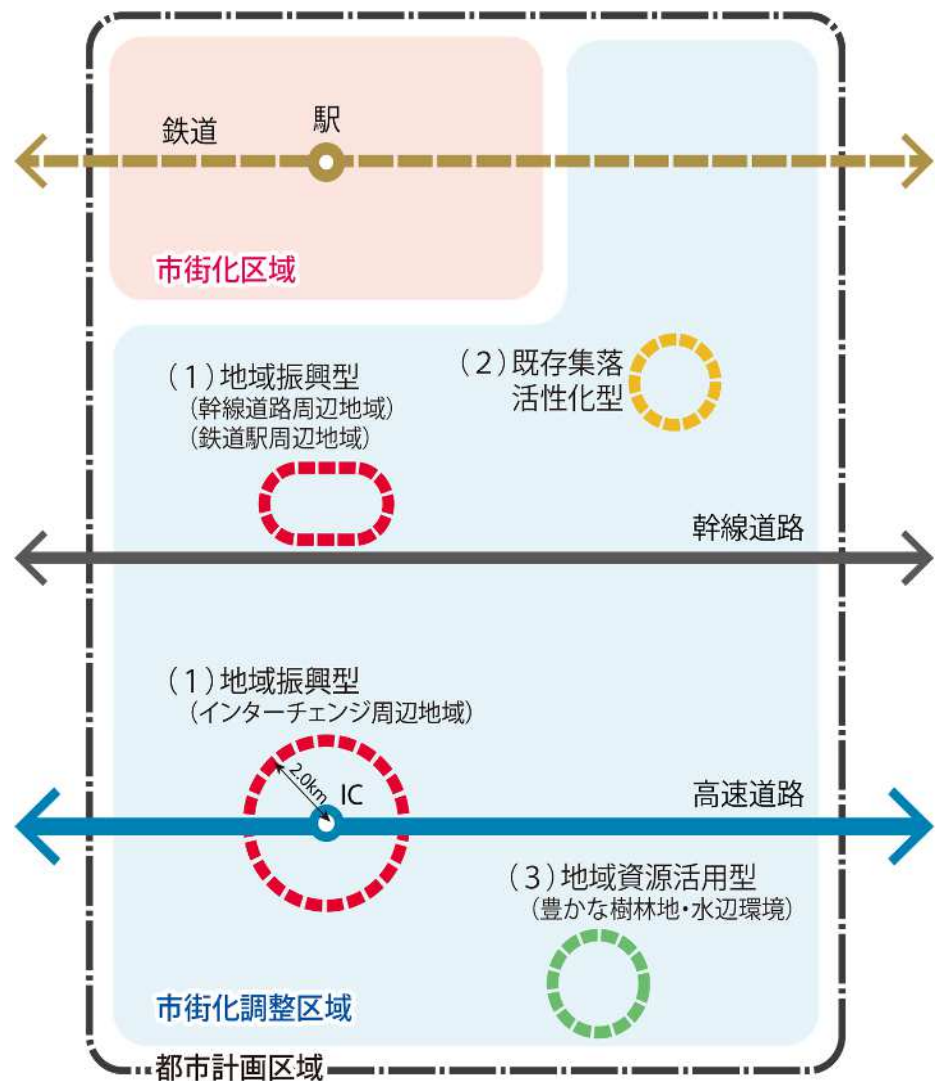 鉄道
駅
市街化区域
（1）地域振興型
（幹線道路周辺地域）
（鉄道駅周辺地域）
（2）既存集落
活性化型
幹線道路
（1）地域振興型
（インターチェンジ周辺地域）
2.0km
IC
高速道路
（3）地域資源活用型
（豊かな樹林地・水辺環境）
市街化調整区域
都市計画区域